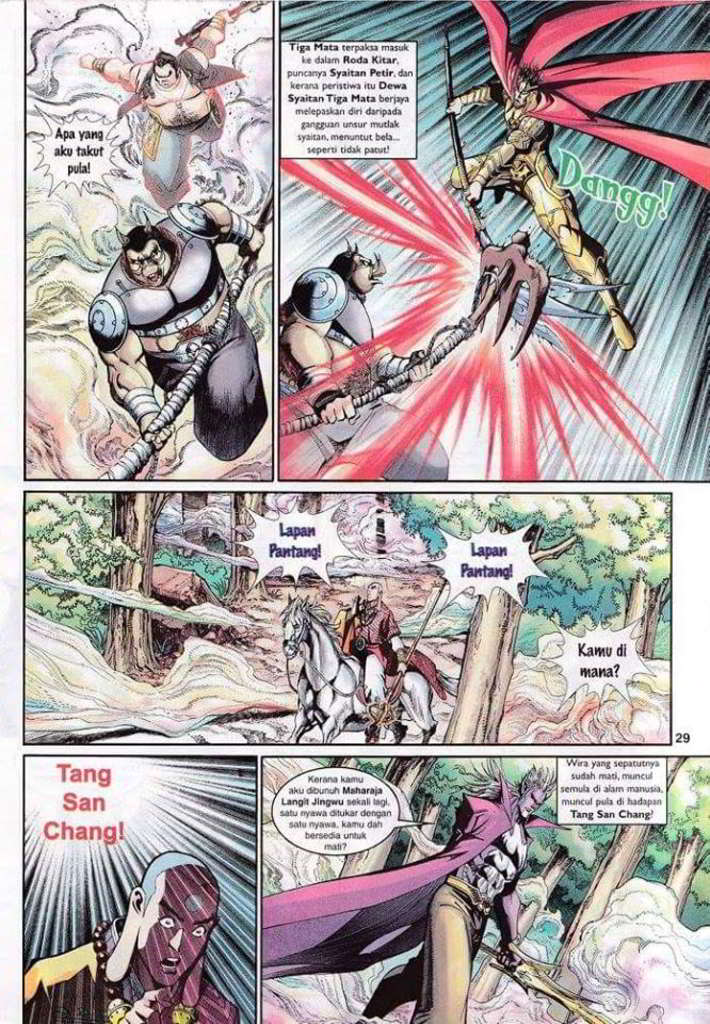 Apa yang
aku takut
pula!
Tiga Mata terpaksa masuk
ke dalam Roda Kitar,
puncanya Syaitan Petir, dan
kerana peristiwa itu Dewa
Syaitan Tiga Mata berjaya
melepaskan diri daripada
gangguan unsur mutlak
syaitan, menuntut bela...
seperti tidak patut!
Dangg!
Lapan
Pantang!
Lapan
Pantang!
Kamu di
mana?
29
Tang
San
Chang!
Kerana kamu
aku dibunuh Maharaja
Langit Jingwu sekali lagi,
satu nyawa ditukar dengan
satu nyawa, kamu dah
bersedia untuk
mati?
Wira yang sepatutnya
sudah mati, muncul
semula di alam manusia,
muncul pula di hadapan
Tang San Chang!